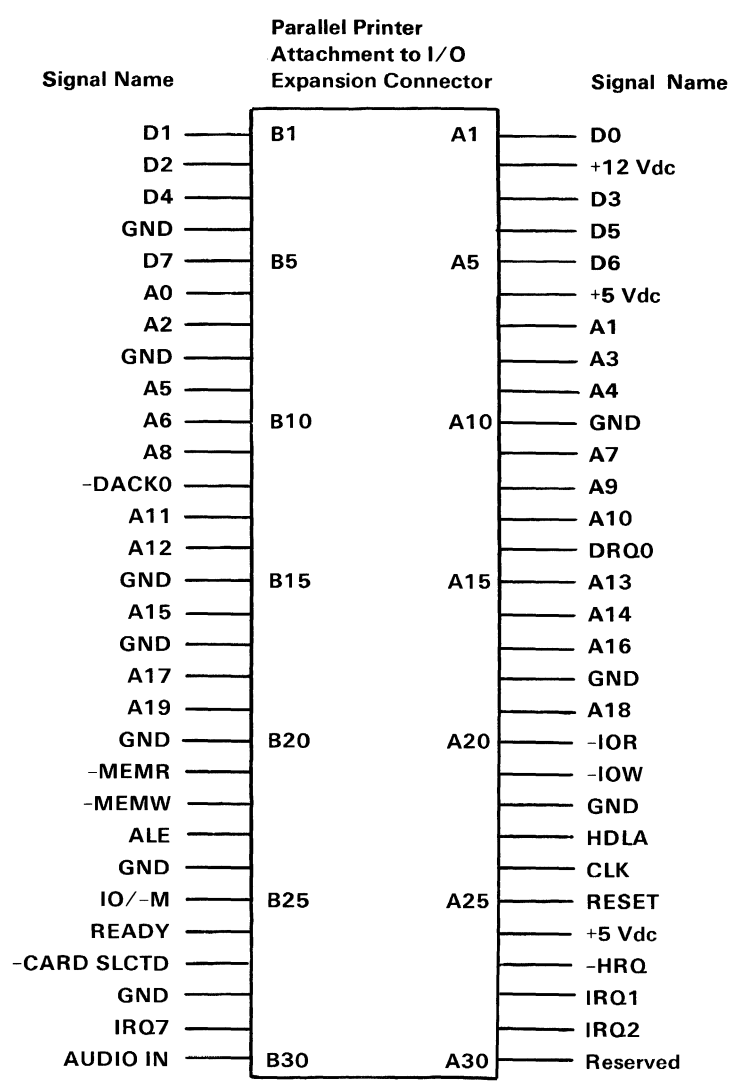 Parallel Printer
Attachment to I/O
Signal Name Expansion Connector Signal Name
D1 B1 A1 D0
D2 +12 Vdc
D4 D3
GND D5
D7 B5 A5 D6
A0 +5 Vdc
A2 A1
GND A3
A5 A4
A6 B10 A10 GND
A8 A7
-DACK0 A9
A11 A10
A12 DRQ0
GND B15 A15 A13
A15 A14
GND A16
A17 GND
A19 A18
GND B20 A20 -IOR
-MEMR -IOW
-MEMW GND
ALE HDLA
GND CLK
IO/-M B25 A25 RESET
READY +5 Vdc
-CARD SLCTD -HRQ
GND IRQ1
IRQ7 IRQ2
AUDIO IN B30 A30 Reserved